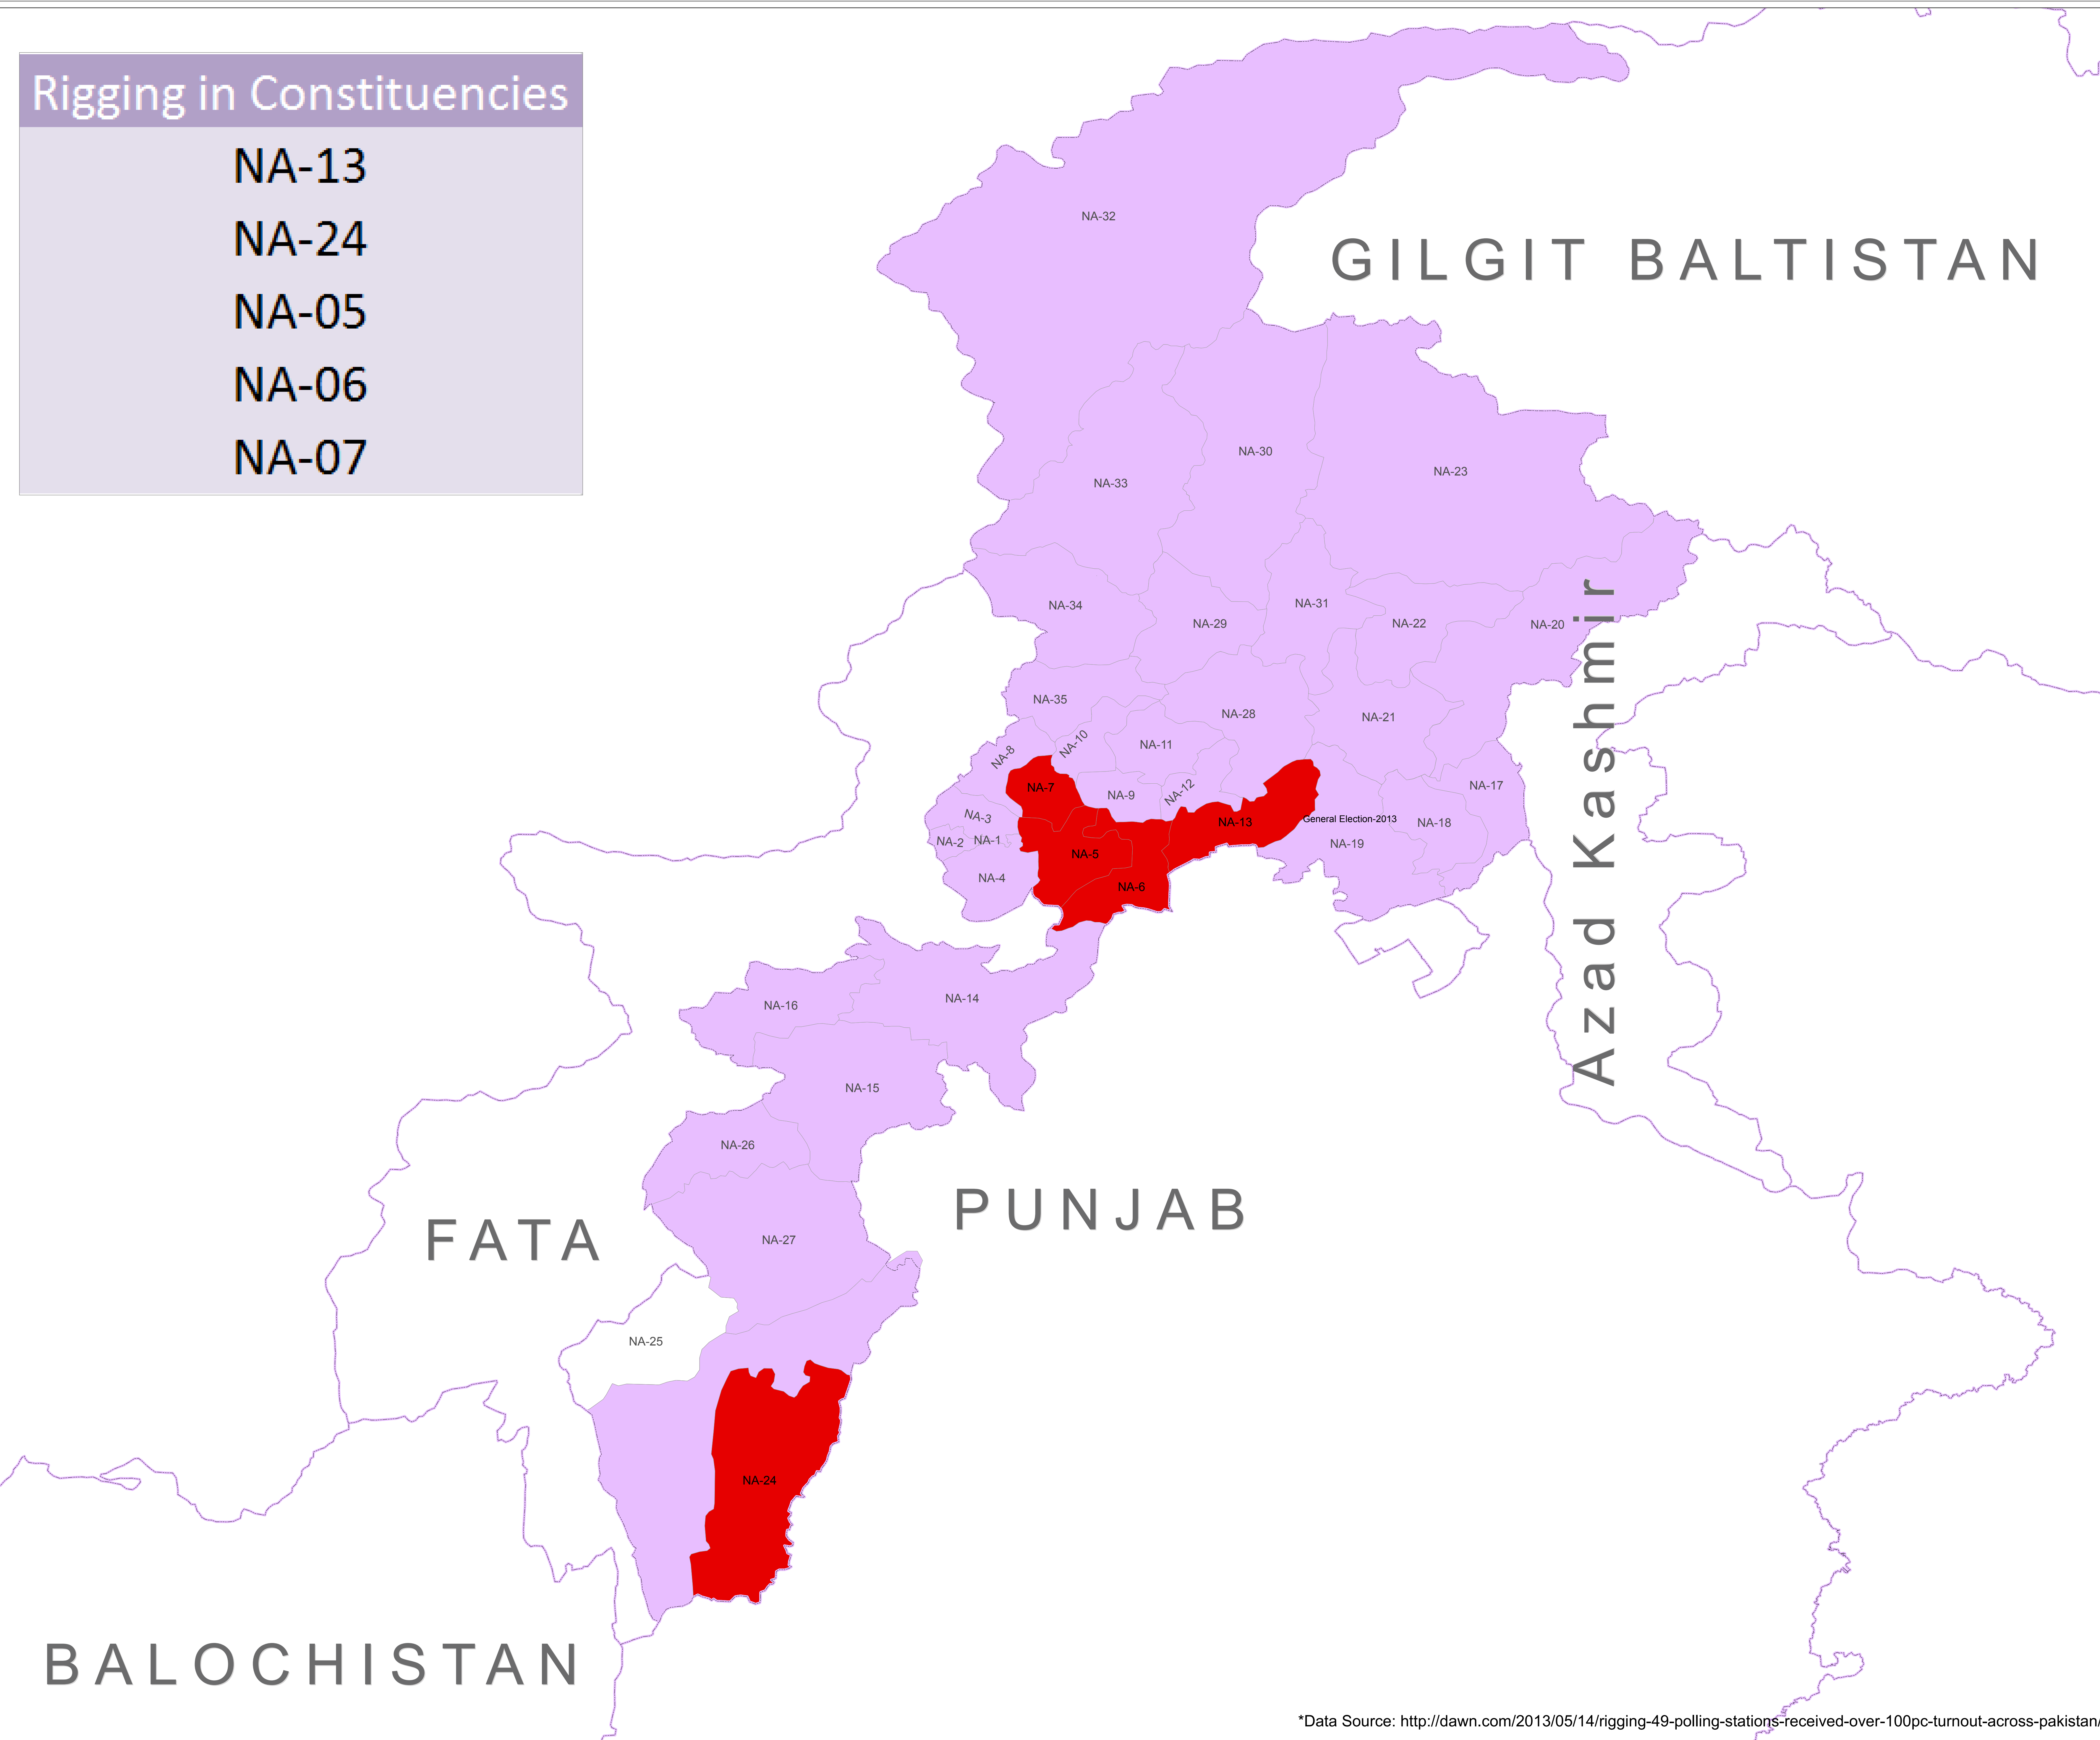 Rigging in Constituencies
NA-13
NA-24
NA-05
NA-06
NA-07
NA-32
GILGIT BALTISTAN
NA-30
NA-23
NA-33
NA-31
NA-34
NA-29
NA-22
NA-20
NA-35
NA-28
NA-21
NA-8
NA-10
NA-11
NA-7
NA-9
NA-12
NA-17
NA-3
NA-13
General Election-2013
NA-18
NA-2
NA-1
NA-19
NA-5
NA-4
NA-6
Azad Kashmir
NA-16
NA-14
NA-15
NA-26
PUNJAB
FATA
NA-27
NA-25
NA-24
BALOCHISTAN
*Data Source: http://dawn.com/2013/05/14/rigging-49-polling-stations-received-over-100pc-turnout-across-pakistan/